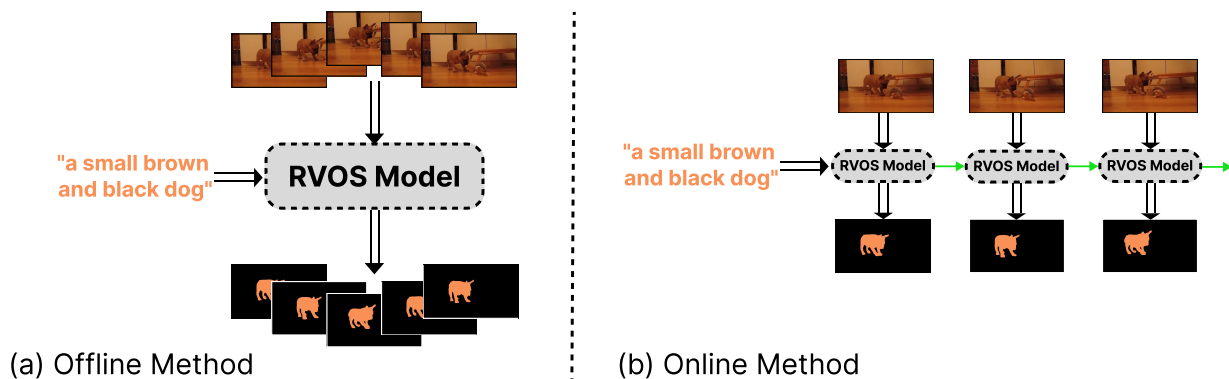 "a small brown
and black dog"
RVOS Model
(a) Offline Method
"a small brown
and black dog"
RVOS Model
RVOS Model
RVOS Model
(b) Online Method